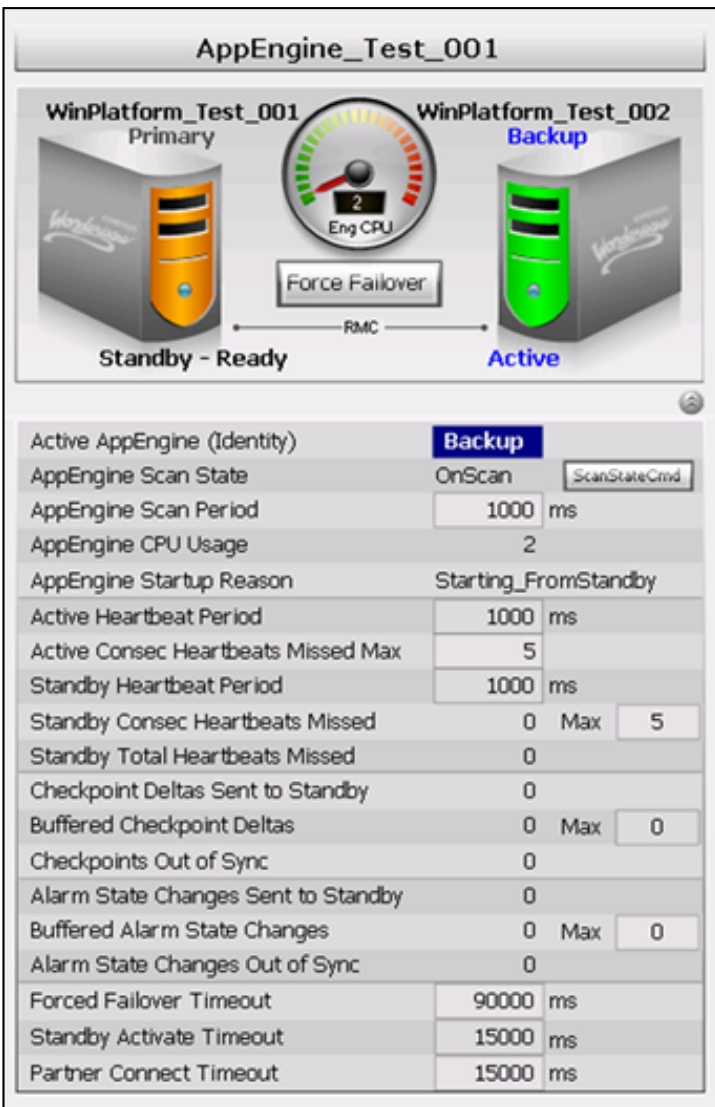 AppEngine_Test_001
WinPlatform_Test_001 WinPlatform_Test_002
Primary Backup
Wonderware Wonderware
2
Eng CPU
Force Failover
RMC
Standby - Ready Active
Active AppEngine (Identity) Backup
AppEngine Scan State OnScan ScanStateCmd
AppEngine Scan Period 1000 ms
AppEngine CPU Usage 2
AppEngine Startup Reason Starting_FromStandby
Active Heartbeat Period 1000 ms
Active Consec Heartbeats Missed Max 5
Standby Heartbeat Period 1000 ms
Standby Consec Heartbeats Missed 0 Max 5
Standby Total Heartbeats Missed 0
Checkpoint Deltas Sent to Standby 0
Buffered Checkpoint Deltas 0 Max 0
Checkpoints Out of Sync 0
Alarm State Changes Sent to Standby 0
Buffered Alarm State Changes 0 Max 0
Alarm State Changes Out of Sync 0
Forced Failover Timeout 90000 ms
Standby Activate Timeout 15000 ms
Partner Connect Timeout 15000 ms